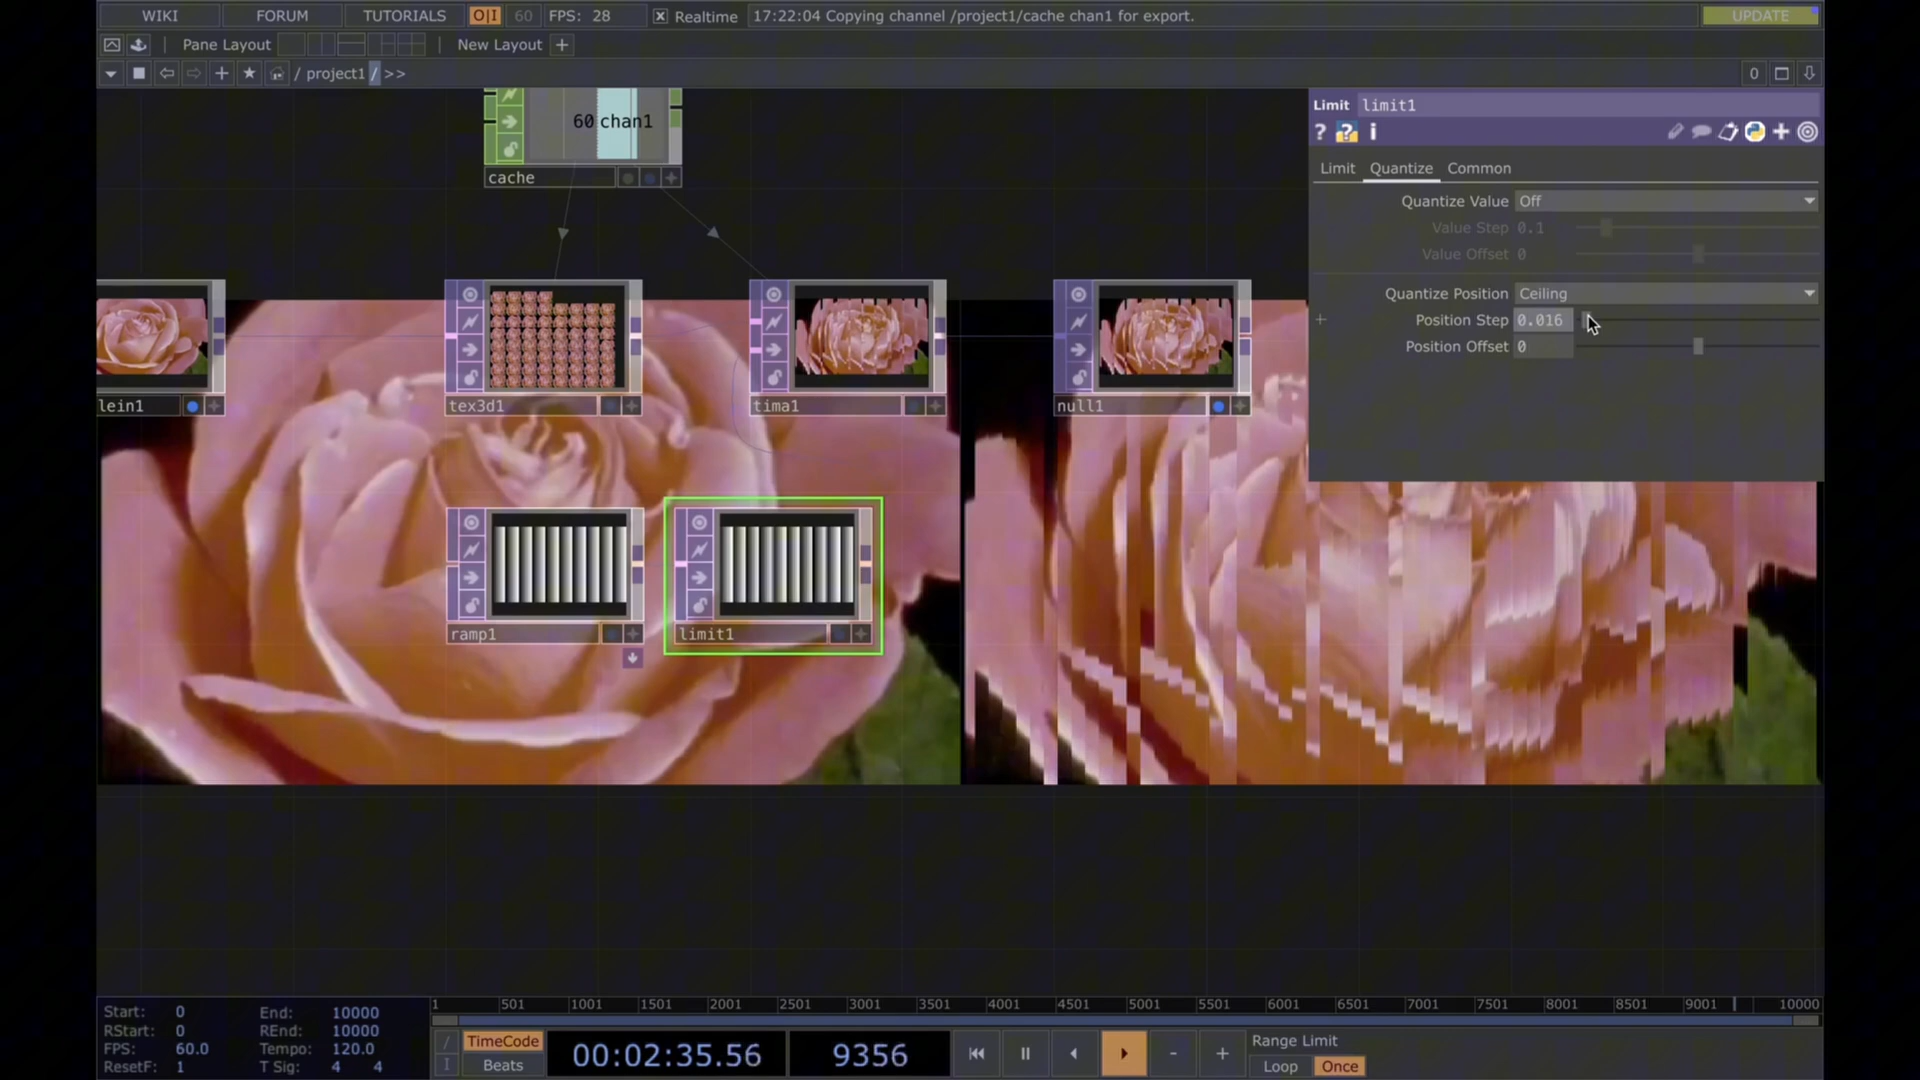 WIKI FORUM TUTORIALS O|I 60 FPS: 28 Realtime 17:22:04 Copying channel /project1/cache chan1 for export. UPDATE
Pane Layout New Layout +
/ project1 / >> 0
Limit limit1
Limit Quantize Common
Quantize Value Off
Value Step 0.1
Value Offset 0
Quantize Position Ceiling
Position Step 0.016
Position Offset 0
60 chan1
cache
lein1
tex3d1
tima1
null1
ramp1
limit1
1 501 1001 1501 2001 2501 3001 3501 4001 4501 5001 5501 6001 6501 7001 7501 8001 8501 9001 10000
Start: 0 End: 10000
RStart: 0 REnd: 10000
FPS: 60.0 Tempo: 120.0
ResetF: 1 T Sig: 4 4
TimeCode
Beats
00:02:35.56
9356
- +
Range Limit
Loop Once